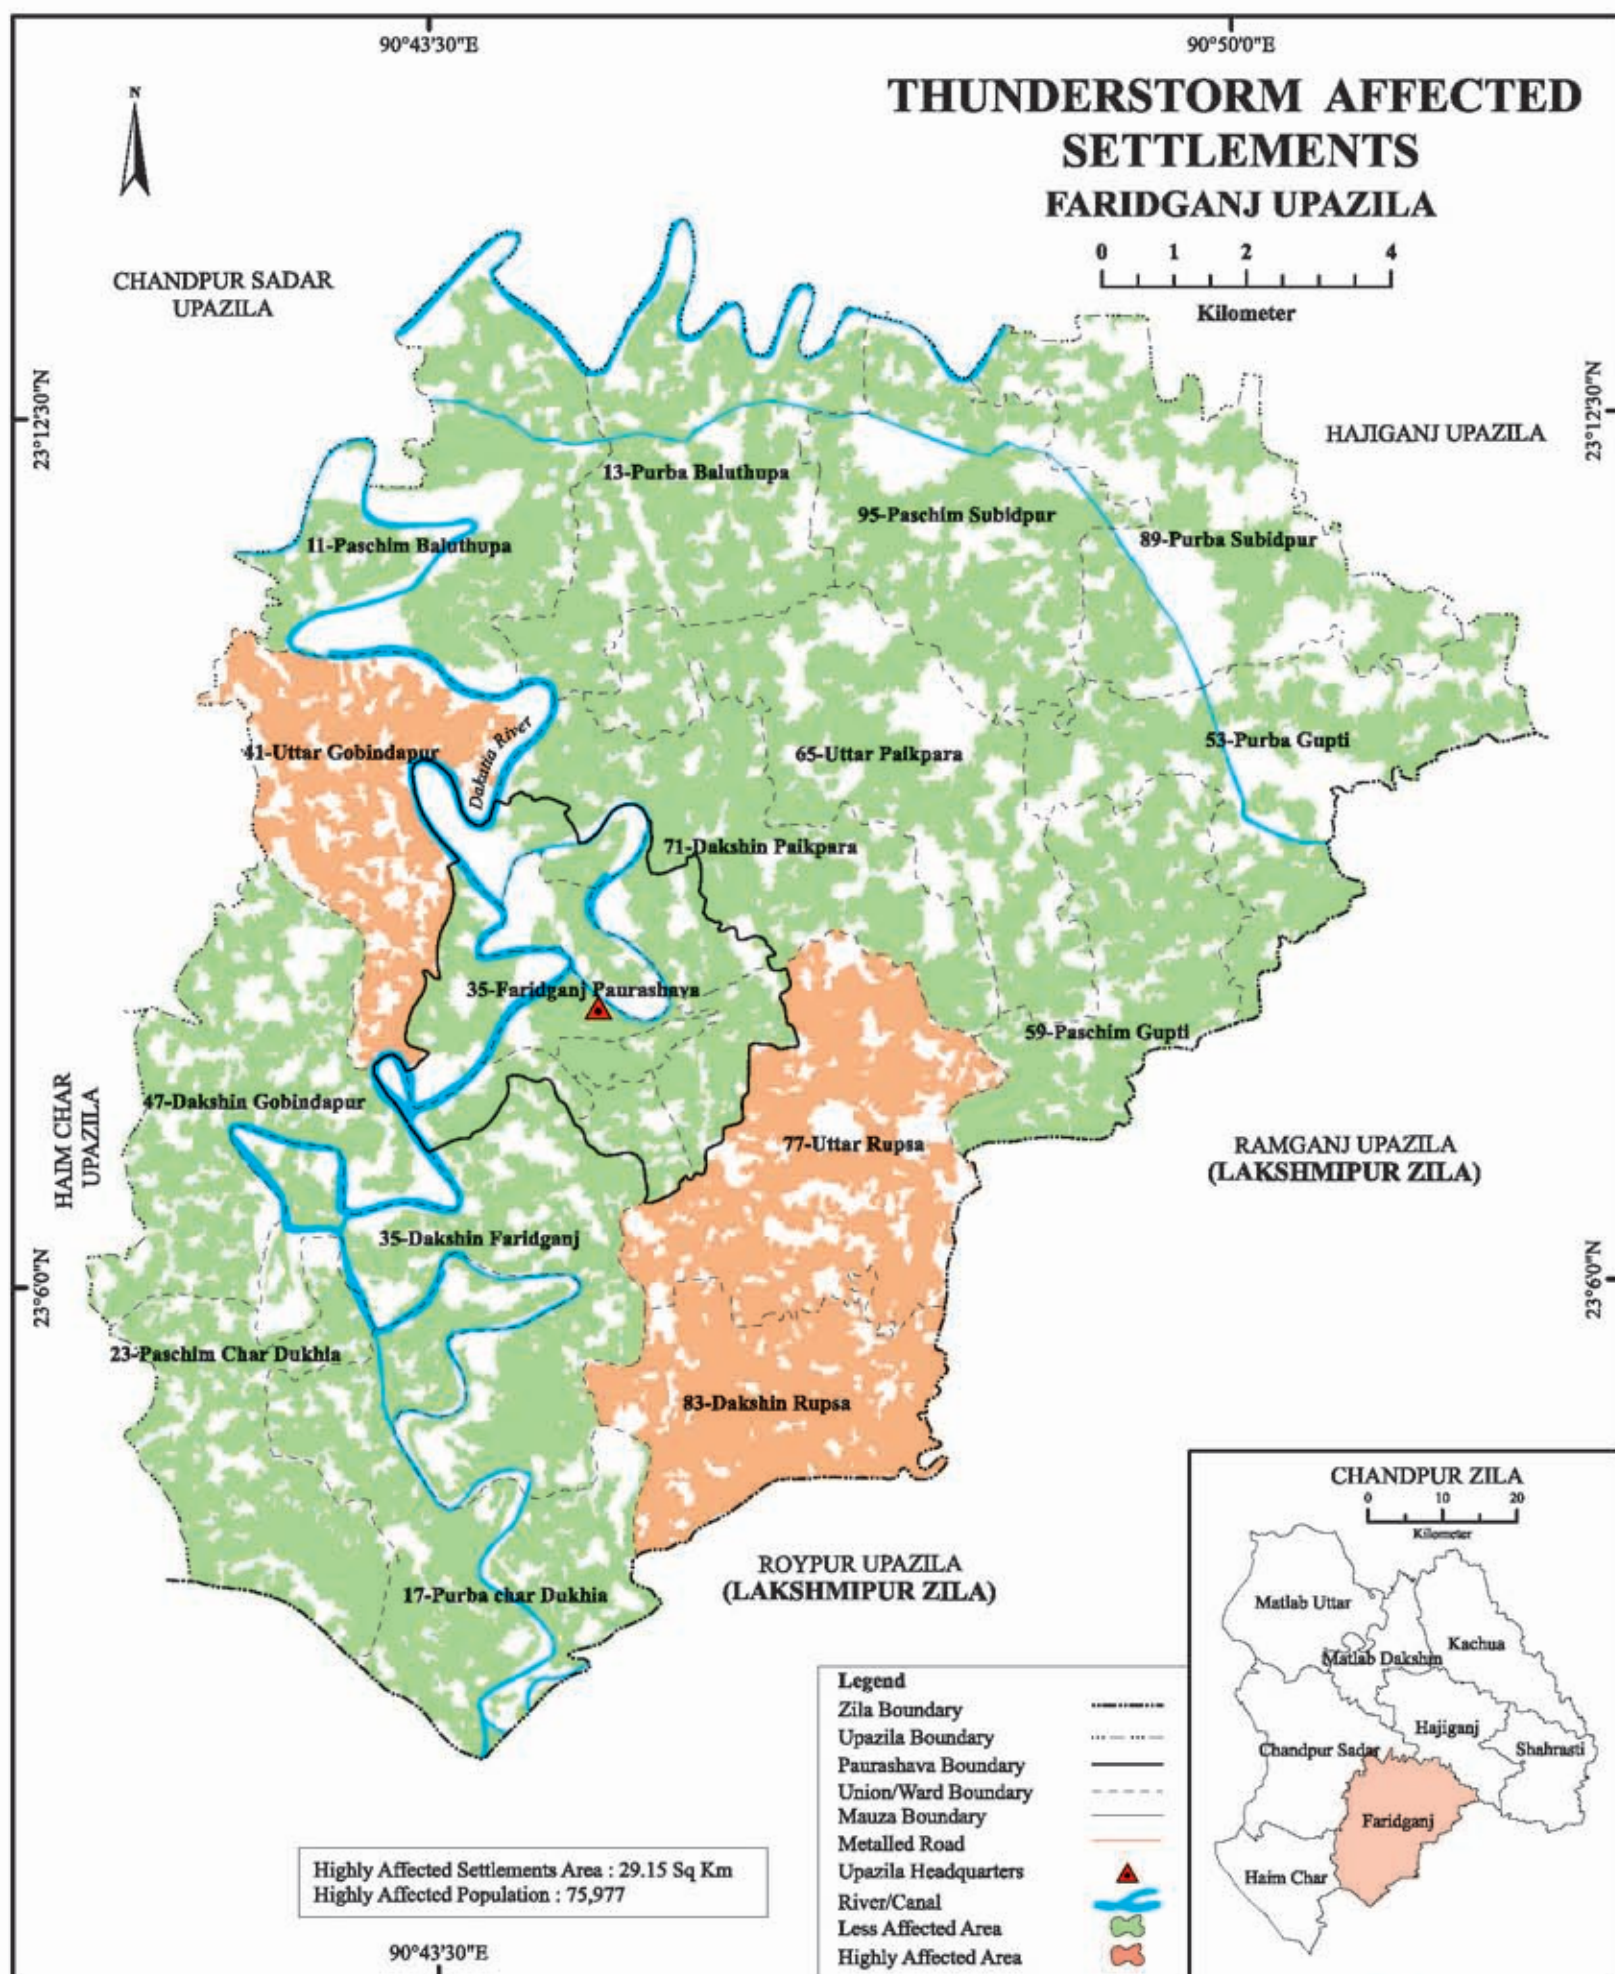 90°43'30"E
90°50'0"E
N
THUNDERSTORM AFFECTED
SETTLEMENTS
FARIDGANJ UPAZILA
0 1 2 4
Kilometer
CHANDPUR SADAR
UPAZILA
23°12'30"N
23°12'30"N
HAJIGANJ UPAZILA
13-Purba Baluthupa
95-Paschim Subidpur
89-Purba Subidpur
11-Paschim Baluthupa
41-Uttar Gobindapur
Dakatia River
65-Uttar Paikpara
53-Purba Gupti
71-Dakshin Paikpara
35-Faridganj Paurashava
59-Paschim Gupti
HAIM CHAR
UPAZILA
47-Dakshin Gobindapur
77-Uttar Rupsa
RAMGANJ UPAZILA
(LAKSHMIPUR ZILA)
35-Dakshin Faridganj
23°6'0"N
23°6'0"N
23-Paschim Char Dukhia
83-Dakshin Rupsa
ROYPUR UPAZILA
(LAKSHMIPUR ZILA)
17-Purba char Dukhia
CHANDPUR ZILA
0 10 20
Kilometer
Matlab Uttar
Kachua
Matlab Dakshin
Hajiganj
Chandpur Sadar
Shahrasti
Faridganj
Haim Char
Legend
Zila Boundary
Upazila Boundary
Paurashava Boundary
Union/Ward Boundary
Mauza Boundary
Metalled Road
Upazila Headquarters
River/Canal
Less Affected Area
Highly Affected Area
Highly Affected Settlements Area : 29.15 Sq Km
Highly Affected Population : 75,977
90°43'30"E